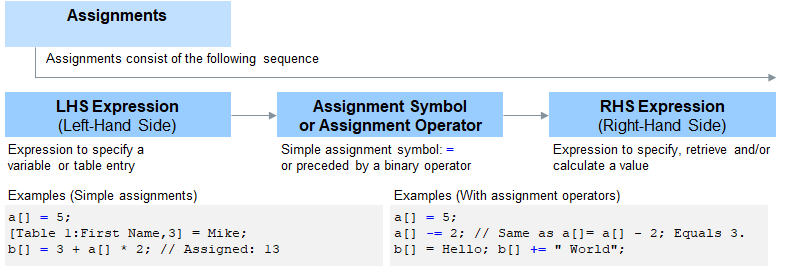 Assignments
Assignments consist of the following sequence
LHS Expression
(Left-Hand Side)
Assignment Symbol
or Assignment Operator
RHS Expression
(Right-Hand Side)
Expression to specify a
variable or table entry
Simple assignment symbol: =
or preceded by a binary operator
Expression to specify, retrieve and/or
calculate a value
Examples (Simple assignments)
a[] = 5;
[Table 1:First Name,3] = Mike;
b[] = 3 + a[] * 2; // Assigned: 13
Examples (With assignment operators)
a[] = 5;
a[] -= 2; // Same as a[]= a[] - 2; Equals 3.
b[] = Hello; b[] += " World";